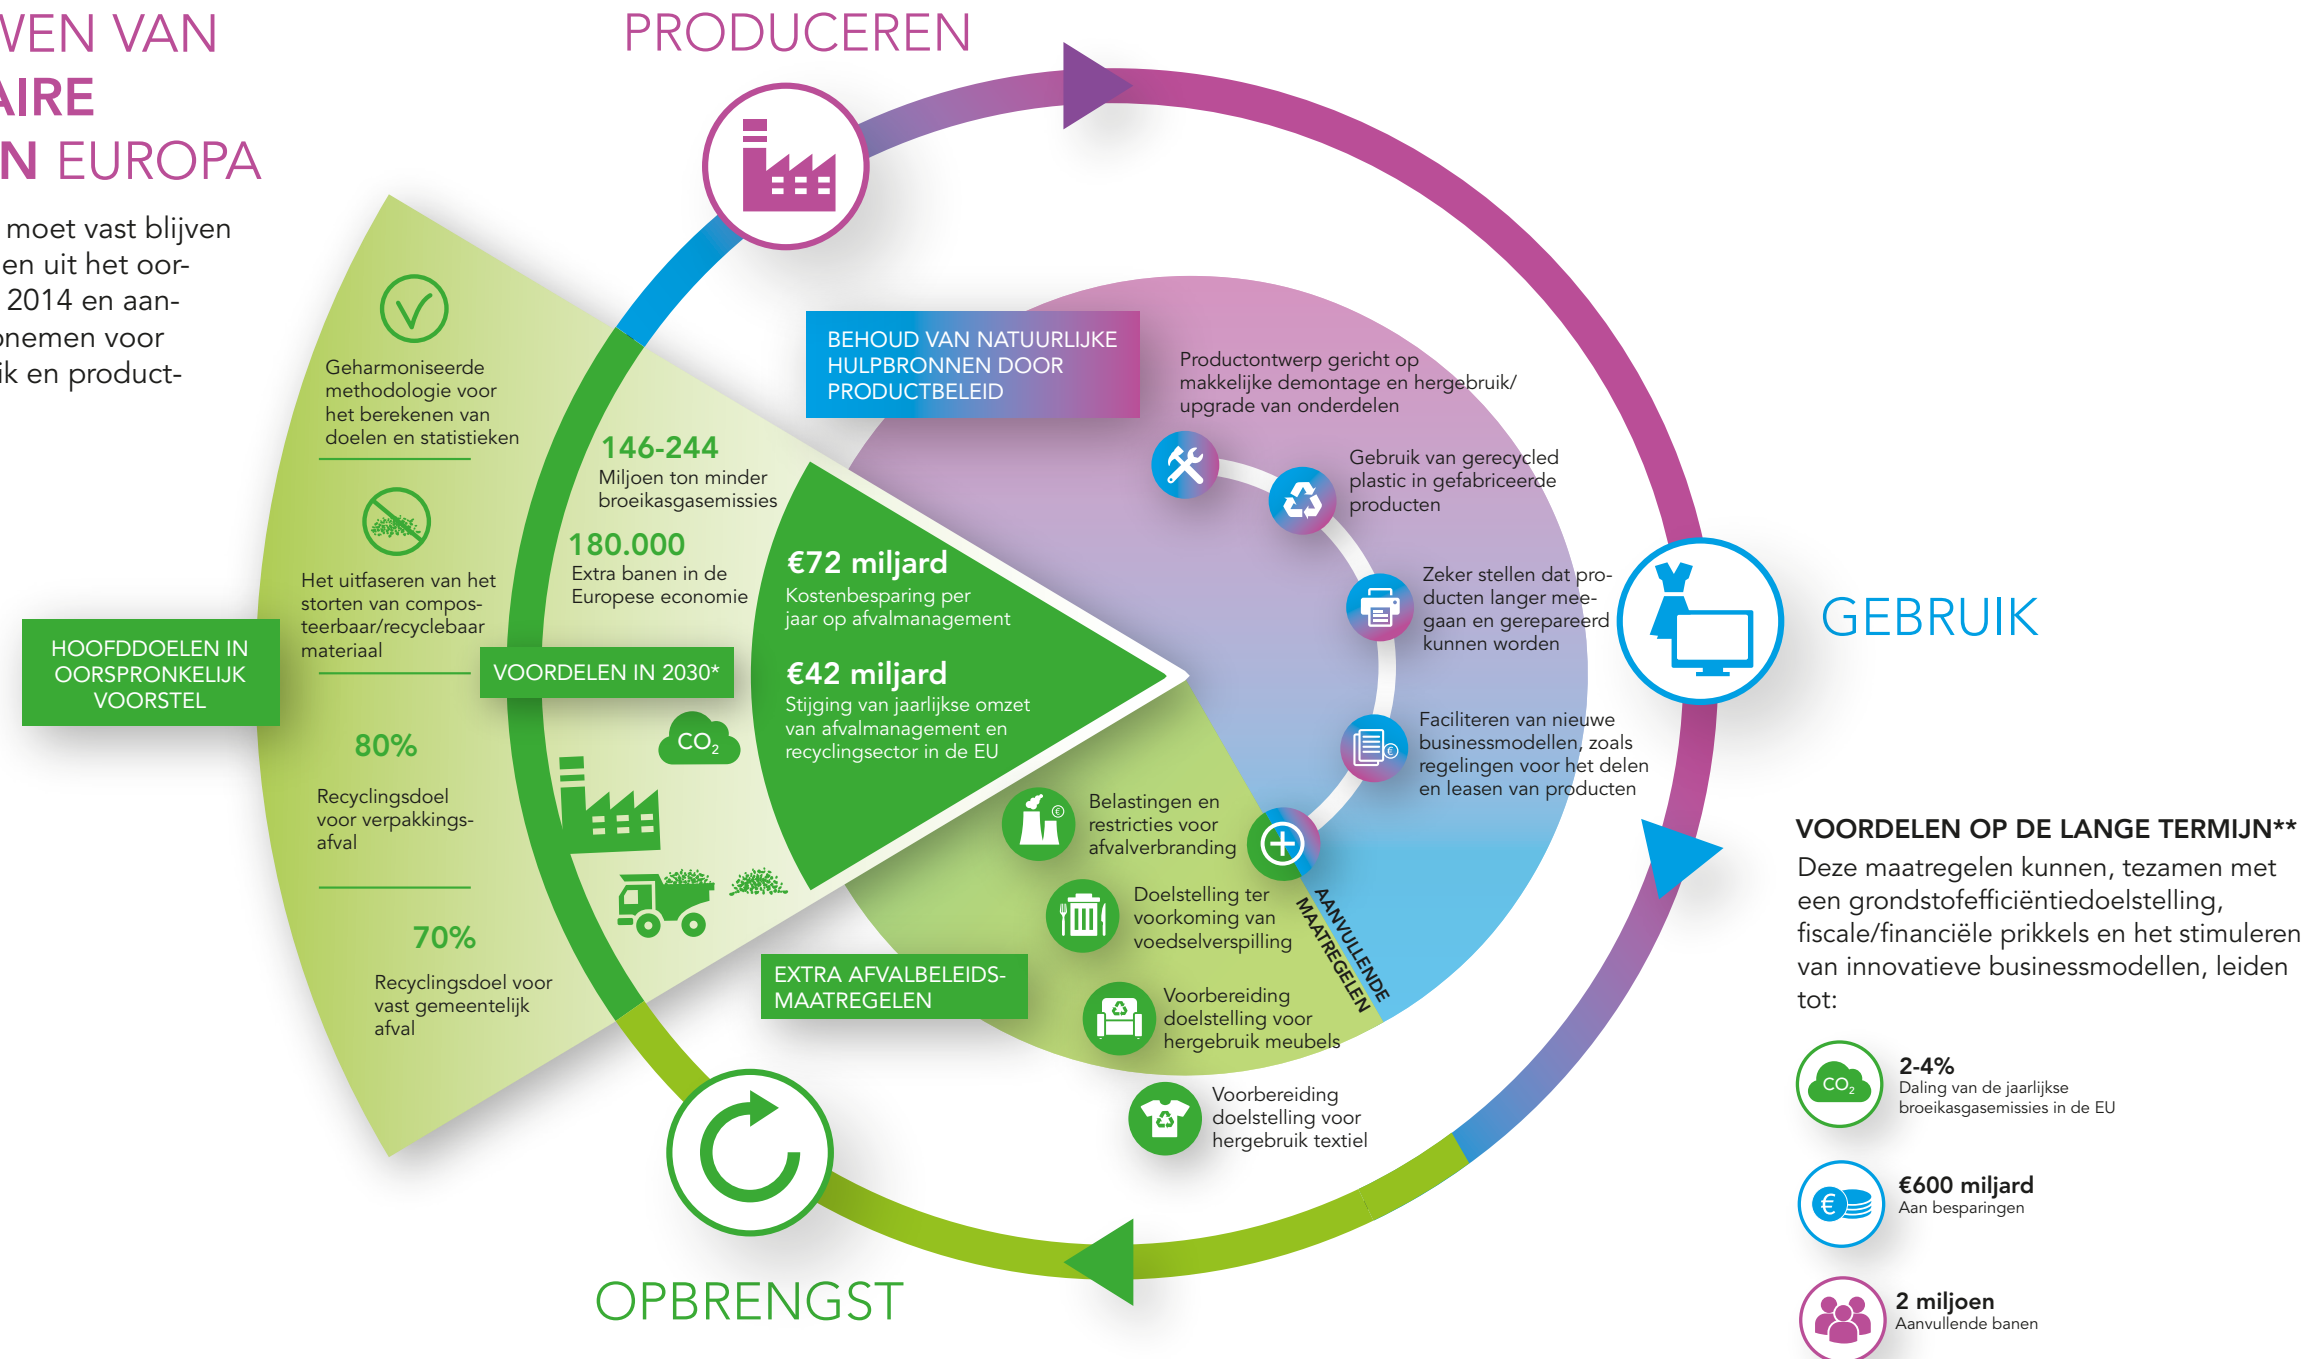 WEN VAN
AIRE
N EUROPA
moet vast blijven
en uit het oor-
2014 en aan-
nemen voor
ik en product-
PRODUCEREN
GEBRUIK
OPBRENGST
HOOFDDOELEN IN
OORSPRONKELIJK
VOORSTEL
Geharmoniseerde
methodologie voor
het berekenen van
doelen en statistieken
Het uitfaseren van het
storten van compos-
teerbaar/recyclebaar
materiaal
80%
Recyclingsdoel
voor verpakkings-
afval
70%
Recyclingsdoel voor
vast gemeentelijk
afval
VOORDELEN IN 2030*
146-244
Miljoen ton minder
broeikasgasemissies
180.000
Extra banen in de
Europese economie
CO₂
€72 miljard
Kostenbesparing per
jaar op afvalmanagement
€42 miljard
Stijging van jaarlijkse omzet
van afvalmanagement en
recyclingsector in de EU
BEHOUD VAN NATUURLIJKE
HULPBRONNEN DOOR
PRODUCTBELEID
Productontwerp gericht op
makkelijke demontage en hergebruik/
upgrade van onderdelen
Gebruik van gerecycled
plastic in gefabriceerde
producten
Zeker stellen dat pro-
ducten langer mee-
gaan en gerepareerd
kunnen worden
€
Faciliteren van nieuwe
businessmodellen, zoals
regelingen voor het delen
en leasen van producten
AANVULLENDE
MAATREGELEN
EXTRA AFVALBELEIDS-
MAATREGELEN
€
Belastingen en
restricties voor
afvalverbranding
Doelstelling ter
voorkoming van
voedselverspilling
Voorbereiding
doelstelling voor
hergebruik meubels
Voorbereiding
doelstelling voor
hergebruik textiel
VOORDELEN OP DE LANGE TERMIJN**
Deze maatregelen kunnen, tezamen met
een grondstofefficiëntiedoelstelling,
fiscale/financiële prikkels en het stimuleren
van innovatieve businessmodellen, leiden
tot:
CO₂
2-4%
Daling van de jaarlijkse
broeikasgasemissies in de EU
€
€600 miljard
Aan besparingen
2 miljoen
Aanvullende banen